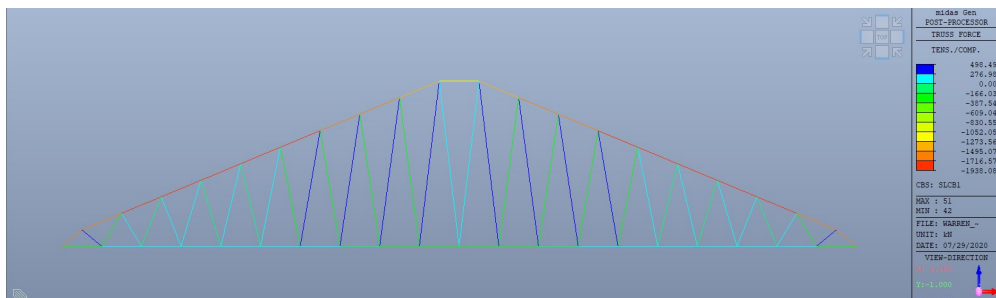 TOP
midas Gen
POST-PROCESSOR
TRUSS FORCE
TENS./COMP.
498.49
276.98
0.00
-166.03
-387.54
-609.04
-830.55
-1052.05
-1273.56
-1495.07
-1716.57
-1938.08
CBS: SLCB1
MAX : 51
MIN : 42
FILE: WARREN_~
UNIT: kN
DATE: 07/29/2020
VIEW-DIRECTION